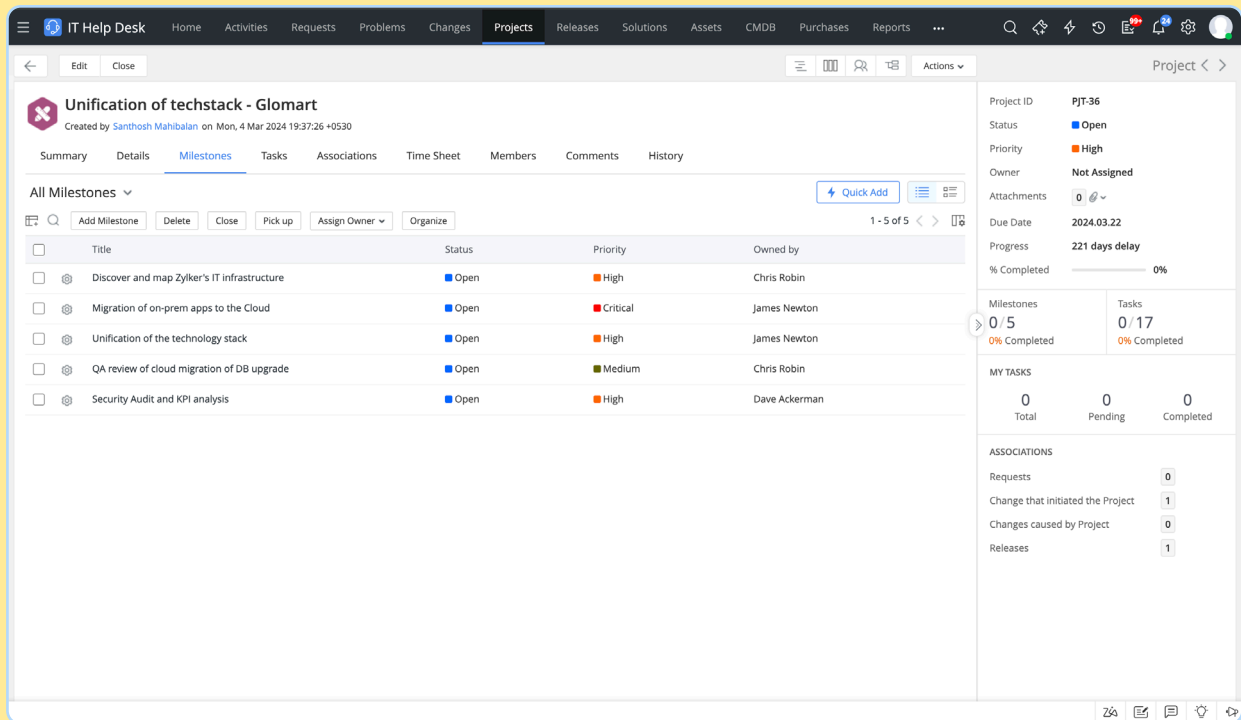 IT Help Desk Home Activities Requests Problems Changes Projects Releases Solutions Assets CMDB Purchases Reports ••• 99+ 24
Edit Close Actions Project
Unification of techstack - Glomart
Created by Santhosh Mahibalan on Mon, 4 Mar 2024 19:37:26 +0530
Summary Details Milestones Tasks Associations Time Sheet Members Comments History
All Milestones Quick Add
Add Milestone Delete Close Pick up Assign Owner Organize 1 - 5 of 5
Title Status Priority Owned by
Discover and map Zylker's IT infrastructure Open High Chris Robin
Migration of on-prem apps to the Cloud Open Critical James Newton
Unification of the technology stack Open High James Newton
QA review of cloud migration of DB upgrade Open Medium Chris Robin
Security Audit and KPI analysis Open High Dave Ackerman
Project ID PJT-36
Status Open
Priority High
Owner Not Assigned
Attachments 0
Due Date 2024.03.22
Progress 221 days delay
% Completed 0%
Milestones Tasks
0/5 0/17
0% Completed 0% Completed
MY TASKS
0 0 0
Total Pending Completed
ASSOCIATIONS
Requests 0
Change that initiated the Project 1
Changes caused by Project 0
Releases 1